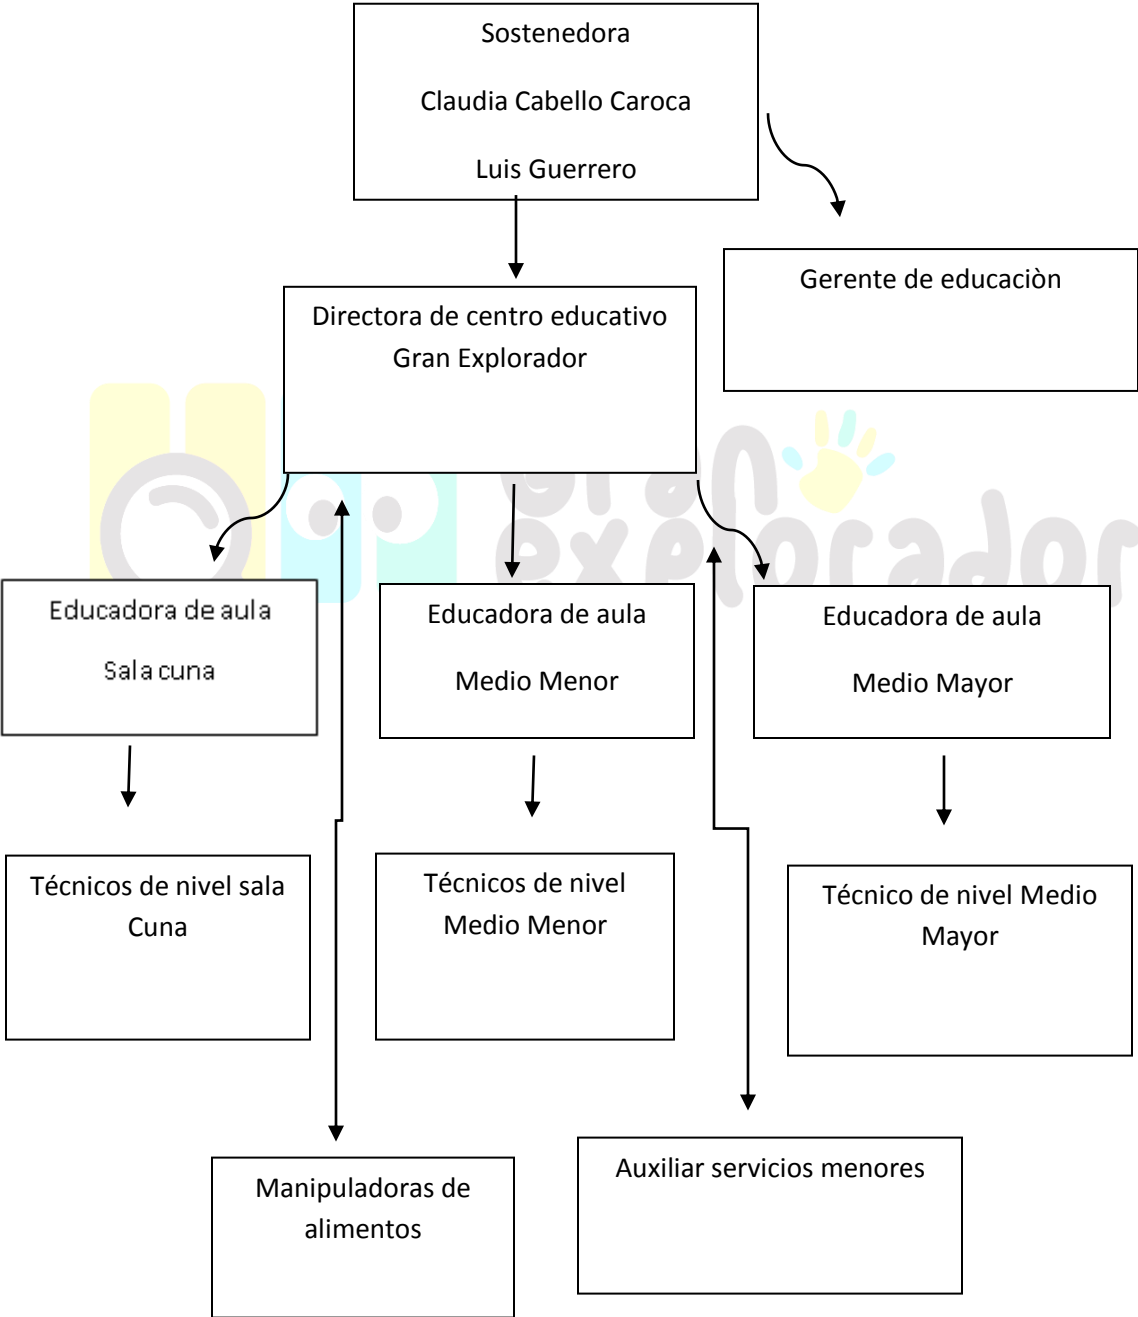 Sostenedora
Claudia Cabello Caroca
Luis Guerrero
Gerente de educaciòn
Directora de centro educativo
Gran Explorador
Gran
explorador
Educadora de aula
Sala cuna
Educadora de aula
Medio Menor
Educadora de aula
Medio Mayor
Técnicos de nivel sala
Cuna
Técnicos de nivel
Medio Menor
Técnico de nivel Medio
Mayor
Manipuladoras de
alimentos
Auxiliar servicios menores